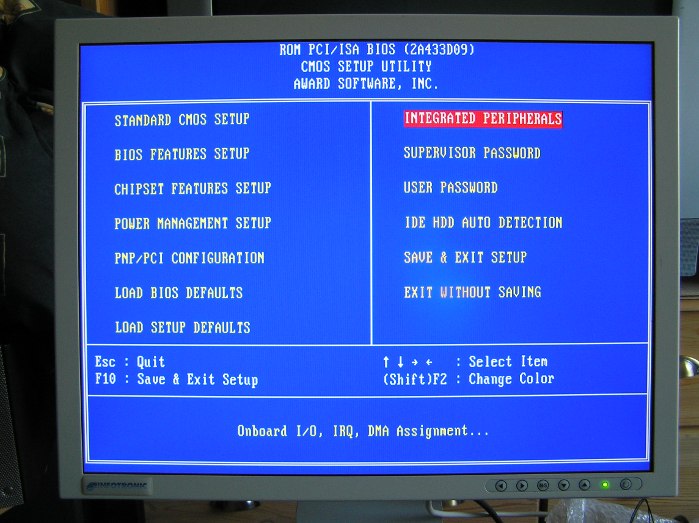 ROM PCI/ISA BIOS (2A433D09)
CMOS SETUP UTILITY
AWARD SOFTWARE, INC.
STANDARD CMOS SETUP
BIOS FEATURES SETUP
CHIPSET FEATURES SETUP
POWER MANAGEMENT SETUP
PNP/PCI CONFIGURATION
LOAD BIOS DEFAULTS
LOAD SETUP DEFAULTS
INTEGRATED PERIPHERALS
SUPERVISOR PASSWORD
USER PASSWORD
IDE HDD AUTO DETECTION
SAVE & EXIT SETUP
EXIT WITHOUT SAVING
Esc : Quit
F10 : Save & Exit Setup
↑ ↓ → ← : Select Item
(Shift)F2 : Change Color
Onboard I/O, IRQ, DMA Assignment...